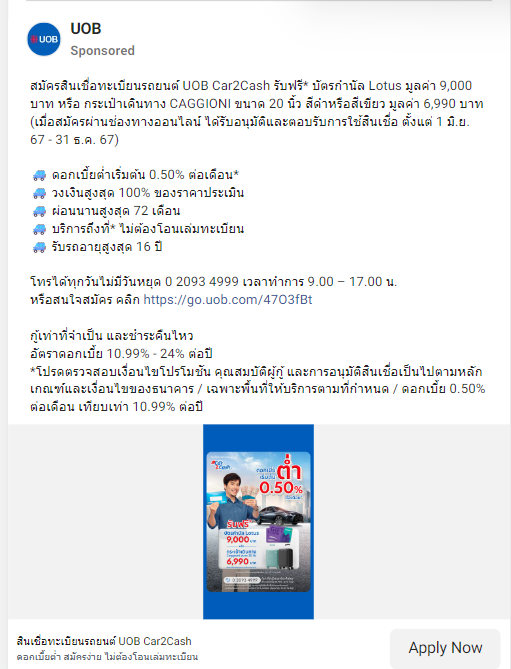 UOB
UOB
Sponsored
สมัครสินเชื่อทะเบียนรถยนต์ UOB Car2Cash รับฟรี* บัตรกำนัล Lotus มูลค่า 9,000
บาท หรือ กระเป๋าเดินทาง CAGGIONI ขนาด 20 นิ้ว สีดำหรือสีเขียว มูลค่า 6,990 บาท
(เมื่อสมัครผ่านช่องทางออนไลน์ ได้รับอนุมัติและตอบรับการใช้สินเชื่อ ตั้งแต่ 1 มิ.ย.
67 - 31 ธ.ค. 67)
ดอกเบี้ยต่ำเริ่มต้น 0.50% ต่อเดือน*
วงเงินสูงสุด 100% ของราคาประเมิน
ผ่อนนานสูงสุด 72 เดือน
บริการถึงที่* ไม่ต้องโอนเล่มทะเบียน
รับรถอายุสูงสุด 16 ปี
โทรได้ทุกวันไม่มีวันหยุด 0 2093 4999 เวลาทำการ 9.00 – 17.00 น.
หรือสนใจสมัคร คลิก https://go.uob.com/47O3fBt
กู้เท่าที่จำเป็น และชำระคืนไหว
อัตราดอกเบี้ย 10.99% - 24% ต่อปี
*โปรดตรวจสอบเงื่อนไขโปรโมชัน คุณสมบัติผู้กู้ และการอนุมัติสินเชื่อเป็นไปตามหลัก
เกณฑ์และเงื่อนไขของธนาคาร / เฉพาะพื้นที่ให้บริการตามที่กำหนด / ดอกเบี้ย 0.50%
ต่อเดือน เทียบเท่า 10.99% ต่อปี
Car2Cash
ดอกเบี้ย
เริ่มต้น
ต่ำ
0.50%
รับฟรี
บัตรกำนัล Lotus
9,000 บาท
กระเป๋าเดินทาง
6,990 บาท
0 2093 4999
สินเชื่อทะเบียนรถยนต์ UOB Car2Cash
ดอกเบี้ยต่ำ สมัครง่าย ไม่ต้องโอนเล่มทะเบียน
Apply Now